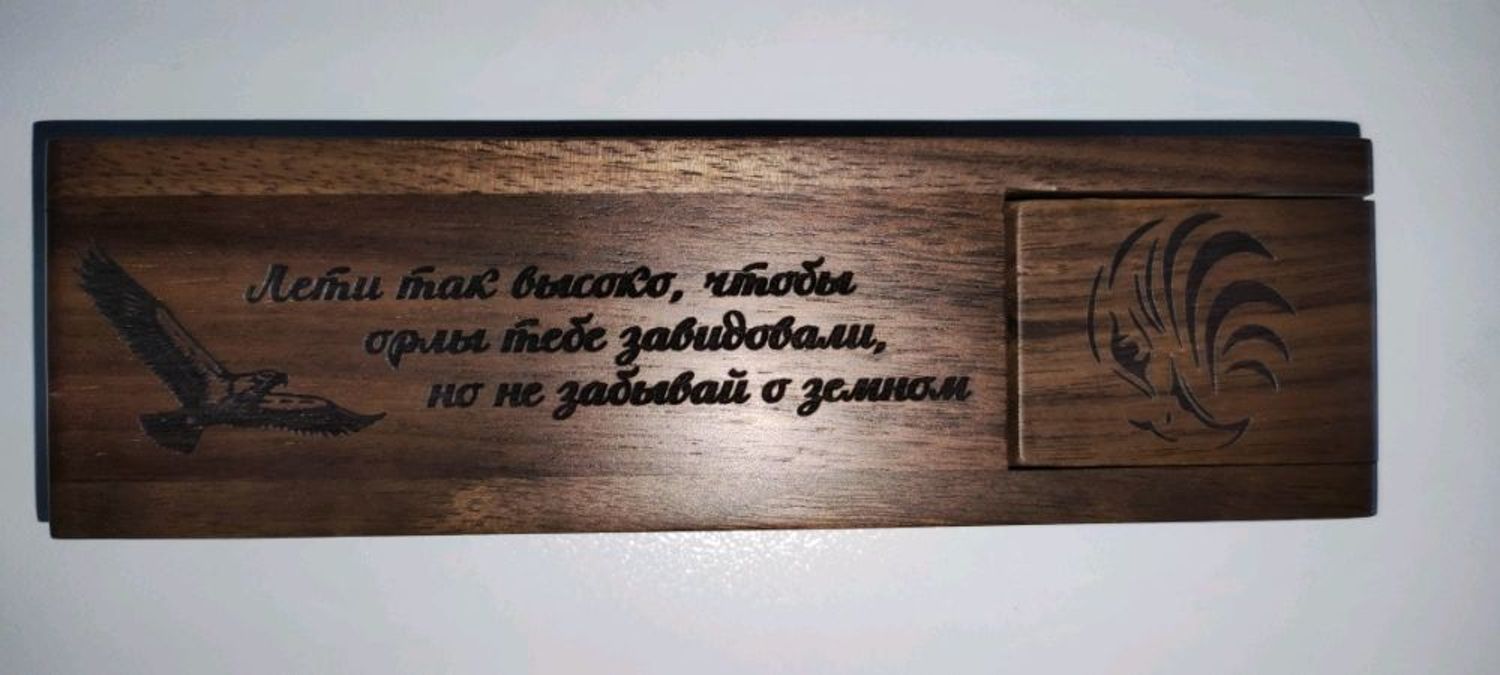 Лети так высоко, чтобы
орлы тебе завидовали,
но не забывай о земном